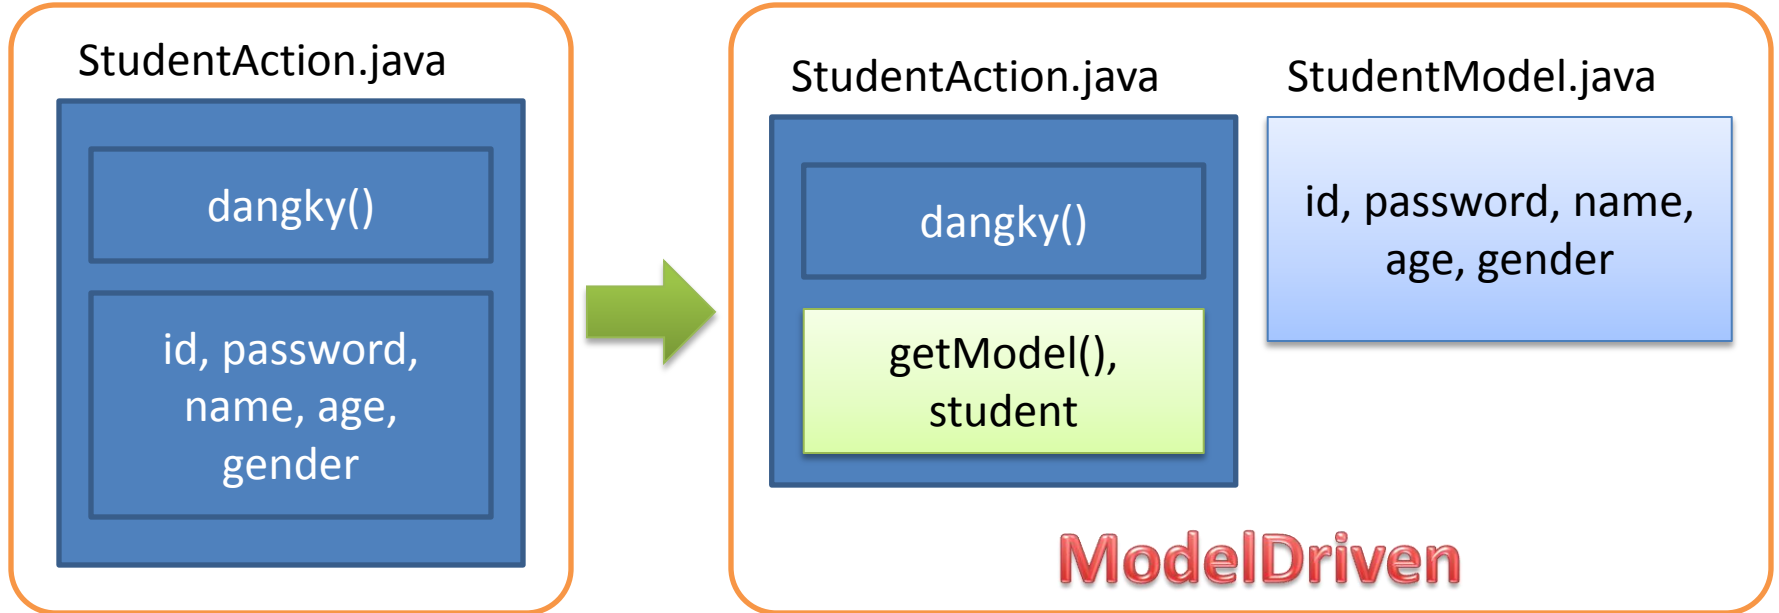 StudentAction.java
dangky()
id, password,
name, age,
gender
StudentAction.java
dangky()
getModel(),
student
StudentModel.java
id, password, name,
age, gender
ModelDriven